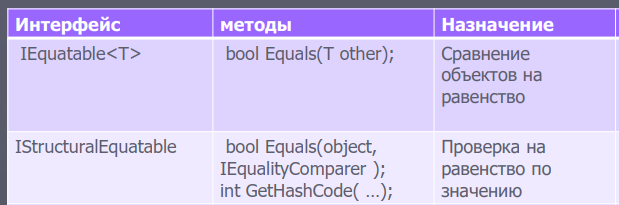 Интерфейс методы Назначение
IEquatable<T> bool Equals(T other); Сравнение
объектов на
равенство
IStructuralEquatable bool Equals(object, Проверка на
IEqualityComparer ); равенство по
int GetHashCode( ...); значению